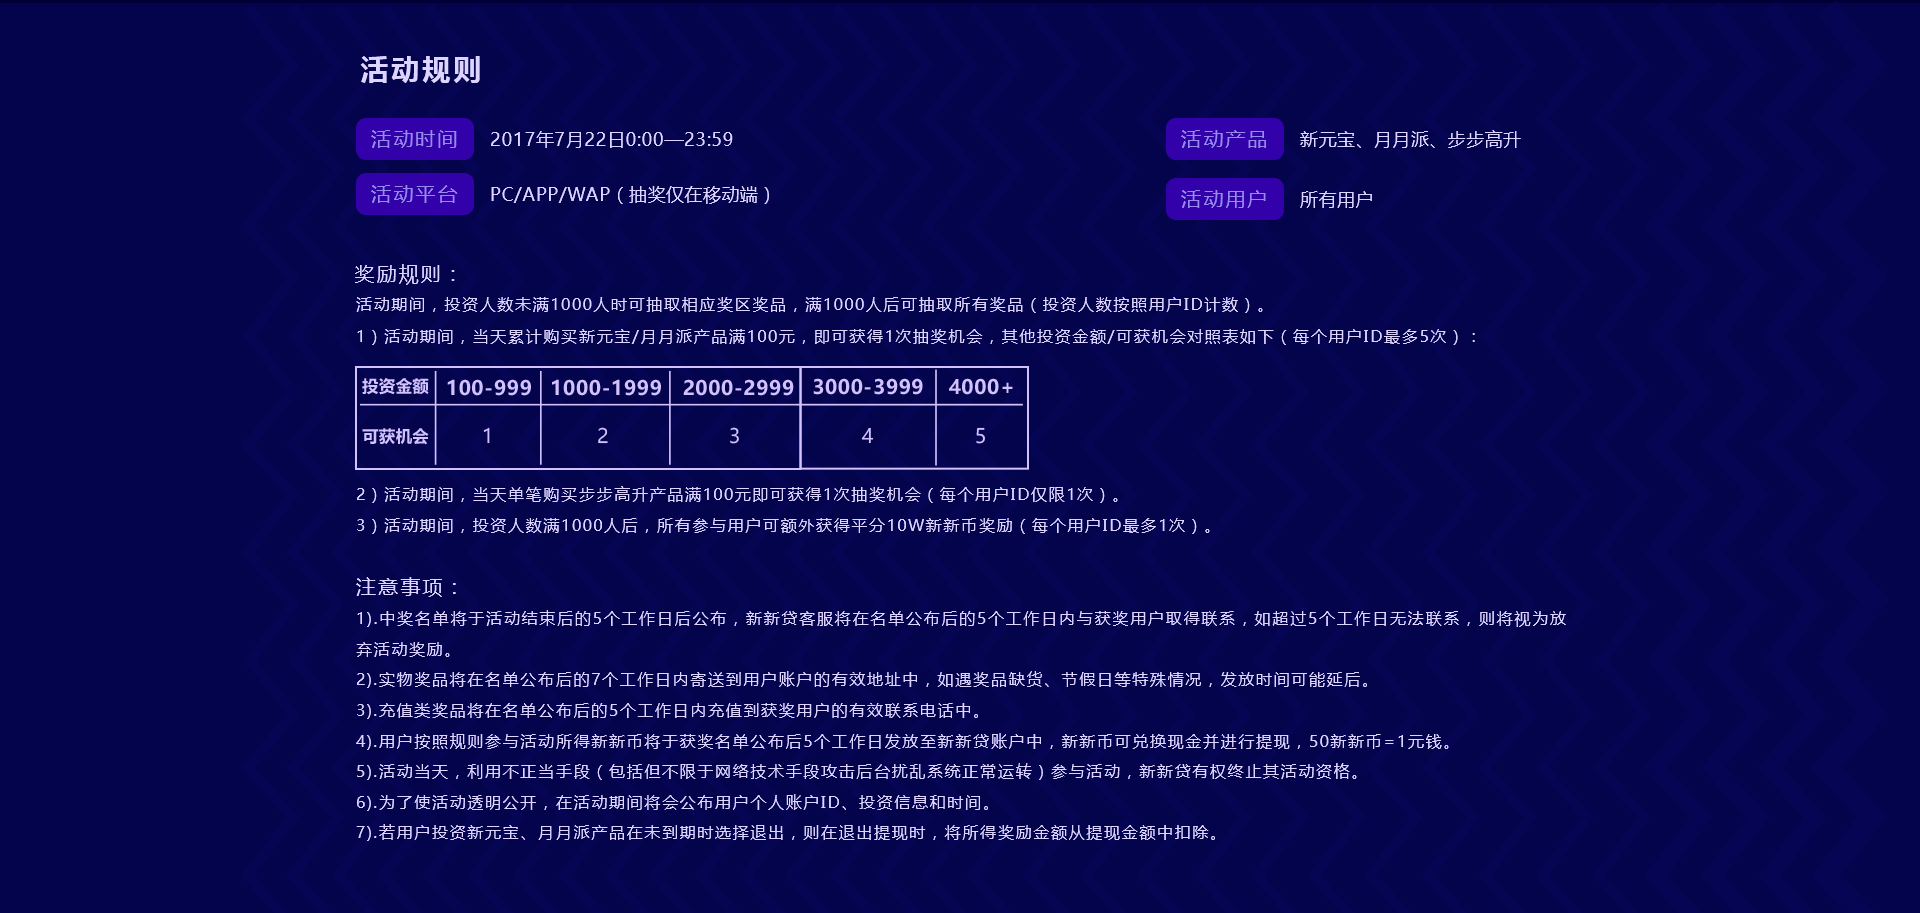 活动规则
活动时间 2017年7月22日0:00—23:59 活动产品 新元宝、月月派、步步高升
活动平台 PC/APP/WAP（抽奖仅在移动端） 活动用户 所有用户
奖励规则：
活动期间，投资人数未满1000人时可抽取相应奖区奖品，满1000人后可抽取所有奖品（投资人数按照用户ID计数）。
1）活动期间，当天累计购买新元宝/月月派产品满100元，即可获得1次抽奖机会，其他投资金额/可获机会对照表如下（每个用户ID最多5次）：
投资金额 100-999 1000-1999 2000-2999 3000-3999 4000+
可获机会 1 2 3 4 5
2）活动期间，当天单笔购买步步高升产品满100元即可获得1次抽奖机会（每个用户ID仅限1次）。
3）活动期间，投资人数满1000人后，所有参与用户可额外获得平分10W新新币奖励（每个用户ID最多1次）。
注意事项：
1).中奖名单将于活动结束后的5个工作日后公布，新新贷客服将在名单公布后的5个工作日内与获奖用户取得联系，如超过5个工作日无法联系，则将视为放
弃活动奖励。
2).实物奖品将在名单公布后的7个工作日内寄送到用户账户的有效地址中，如遇奖品缺货、节假日等特殊情况，发放时间可能延后。
3).充值类奖品将在名单公布后的5个工作日内充值到获奖用户的有效联系电话中。
4).用户按照规则参与活动所得新新币将于获奖名单公布后5个工作日发放至新新贷账户中，新新币可兑换现金并进行提现，50新新币=1元钱。
5).活动当天，利用不正当手段（包括但不限于网络技术手段攻击后台扰乱系统正常运转）参与活动，新新贷有权终止其活动资格。
6).为了使活动透明公开，在活动期间将会公布用户个人账户ID、投资信息和时间。
7).若用户投资新元宝、月月派产品在未到期时选择退出，则在退出提现时，将所得奖励金额从提现金额中扣除。